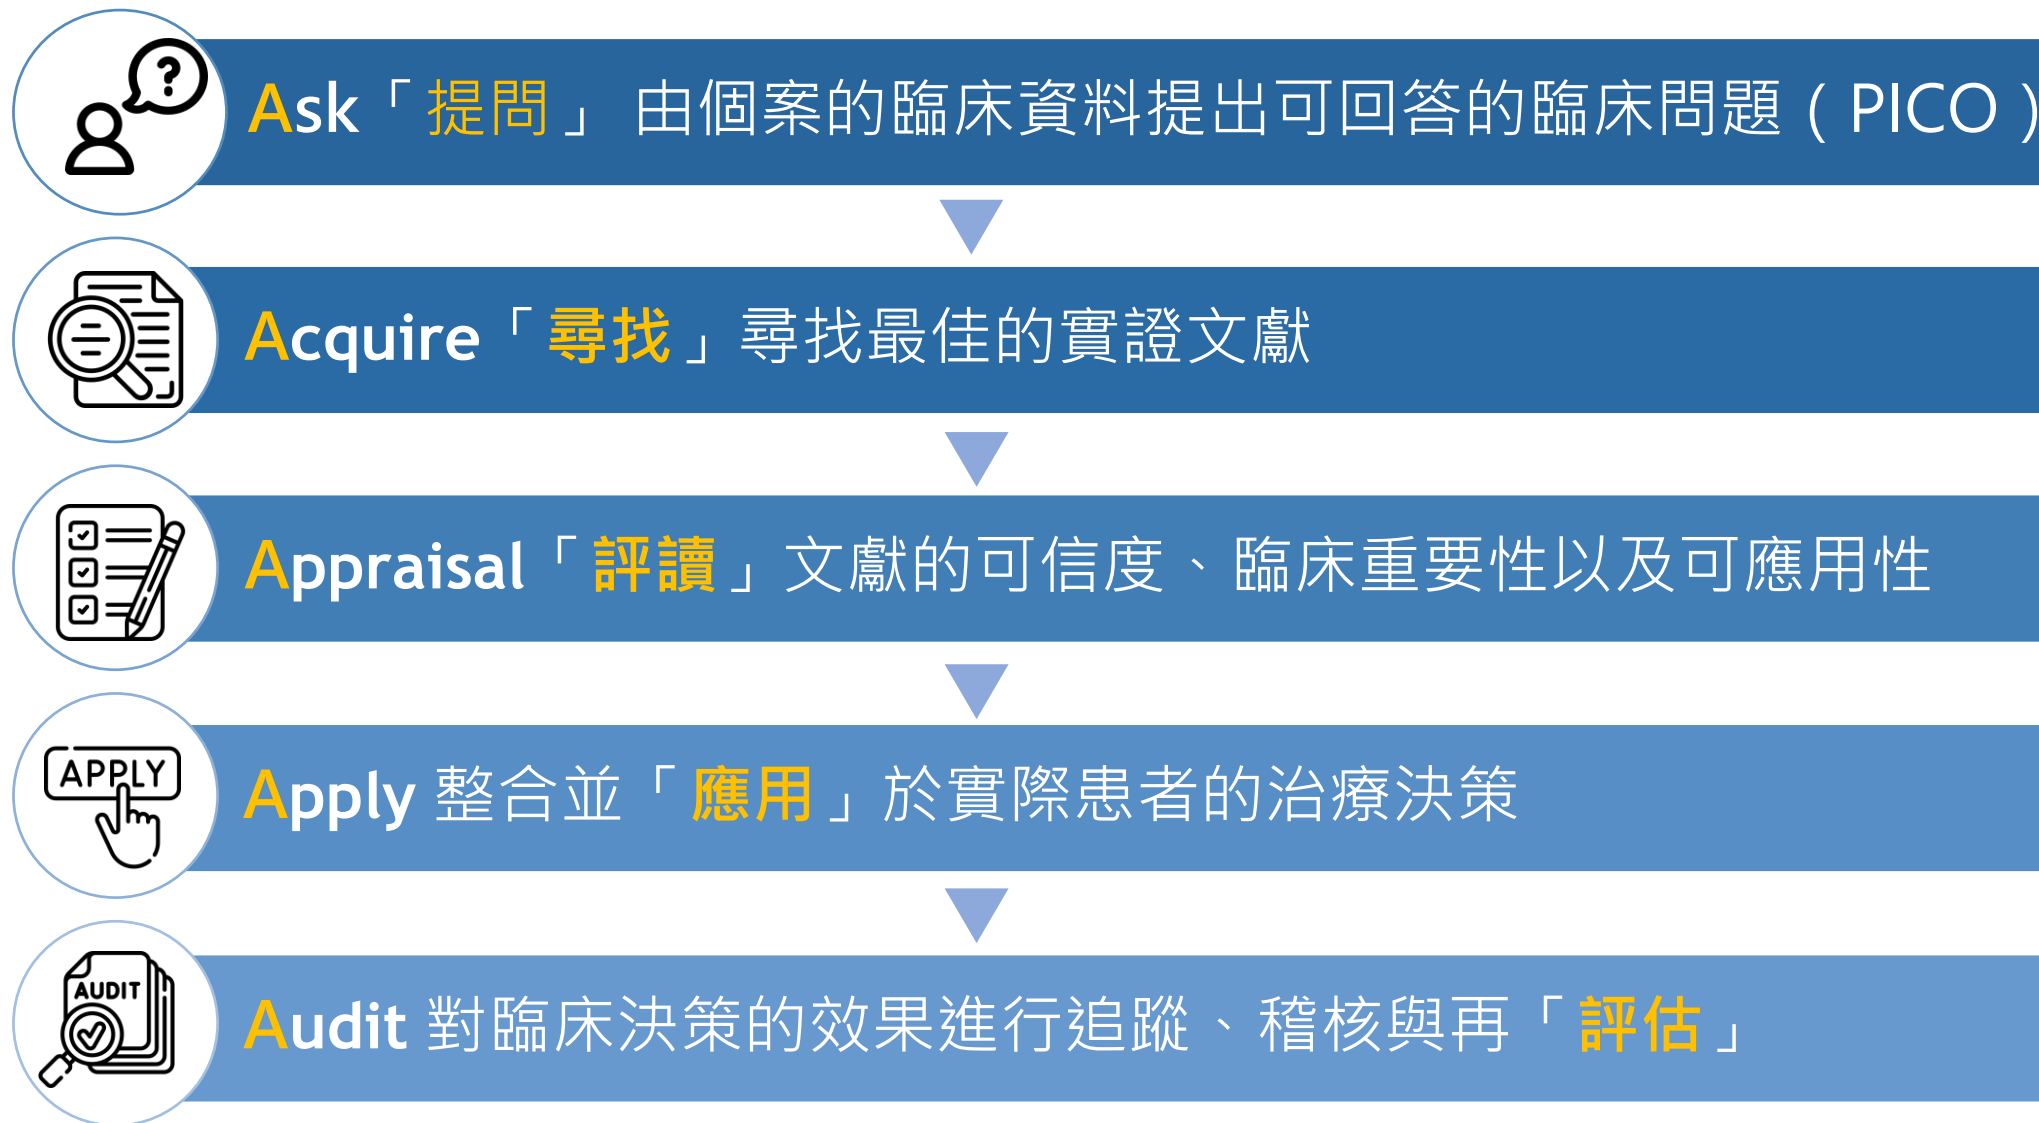 Ask「提問」 由個案的臨床資料提出可回答的臨床問題（PICO）
Acquire「尋找」尋找最佳的實證文獻
Appraisal「評讀」文獻的可信度、臨床重要性以及可應用性
APPLY
Apply 整合並「應用」於實際患者的治療決策
AUDIT
Audit 對臨床決策的效果進行追蹤、稽核與再「評估」